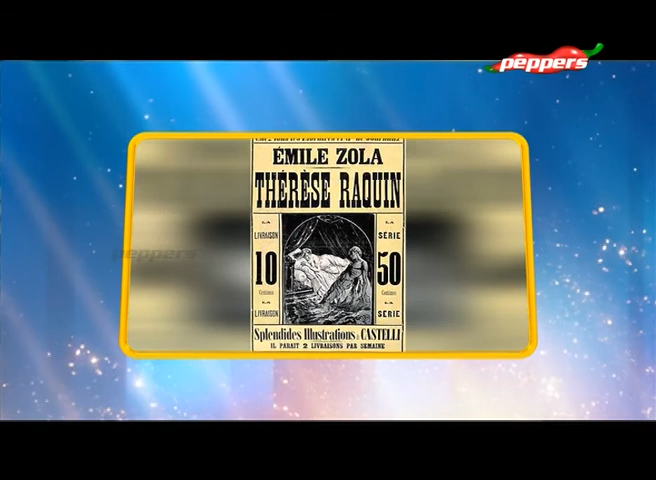 peppers
ÉMILE ZOLA
THÉRÈSE RAQUIN
LA
LIVRAISON
10
Centimes
LA
LIVRAISON
LA
SÉRIE
50
Centimes
LA
SÉRIE
Splendides Illustrations de CASTELLI
IL PARAIT 2 LIVRAISONS PAR SEMAINE
peppers